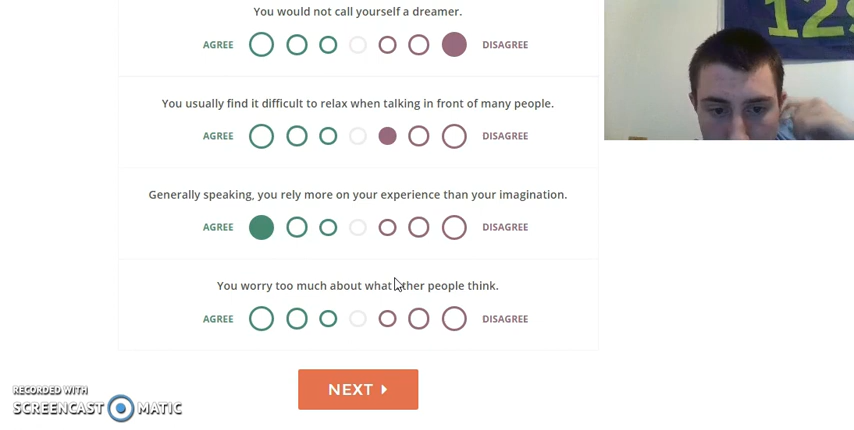 You would not call yourself a dreamer.
AGREE DISAGREE
You usually find it difficult to relax when talking in front of many people.
AGREE DISAGREE
Generally speaking, you rely more on your experience than your imagination.
AGREE DISAGREE
You worry too much about what other people think.
AGREE DISAGREE
NEXT
RECORDED WITH
SCREENCAST MATIC